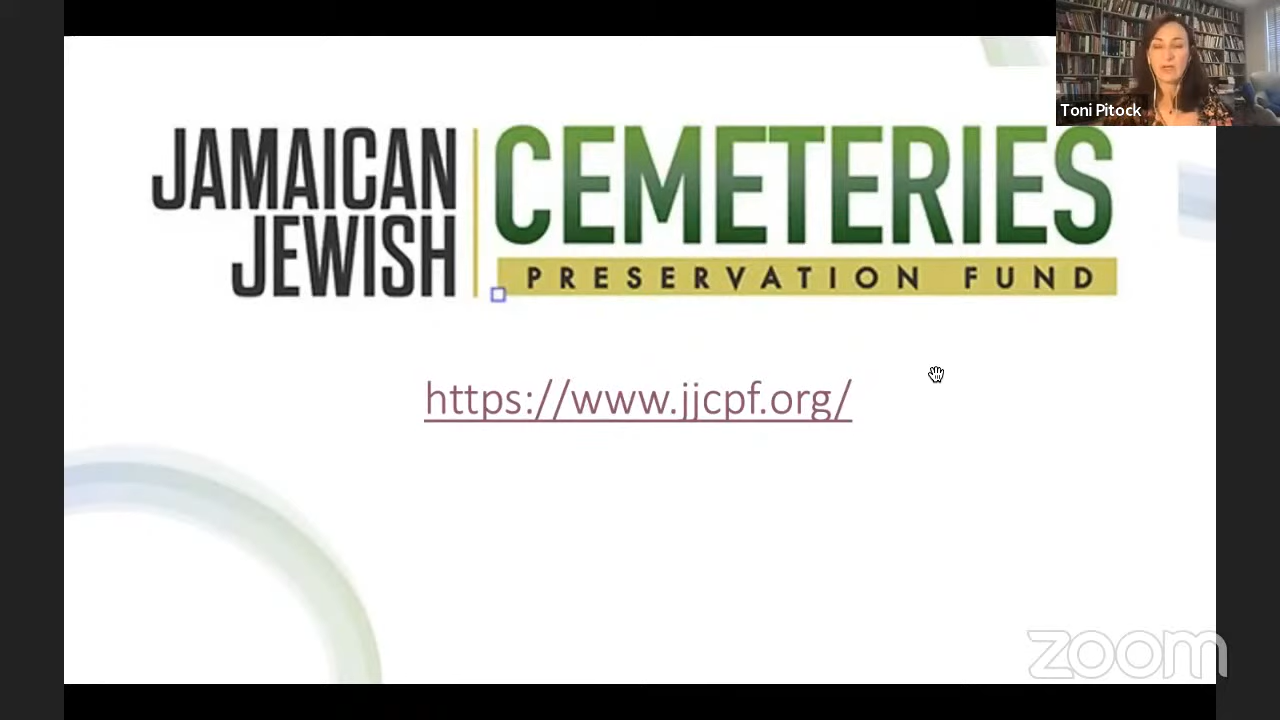 Toni Pitock
JAMAICAN
JEWISH
CEMETERIES
PRESERVATION FUND
https://www.jjcpf.org/
zoom